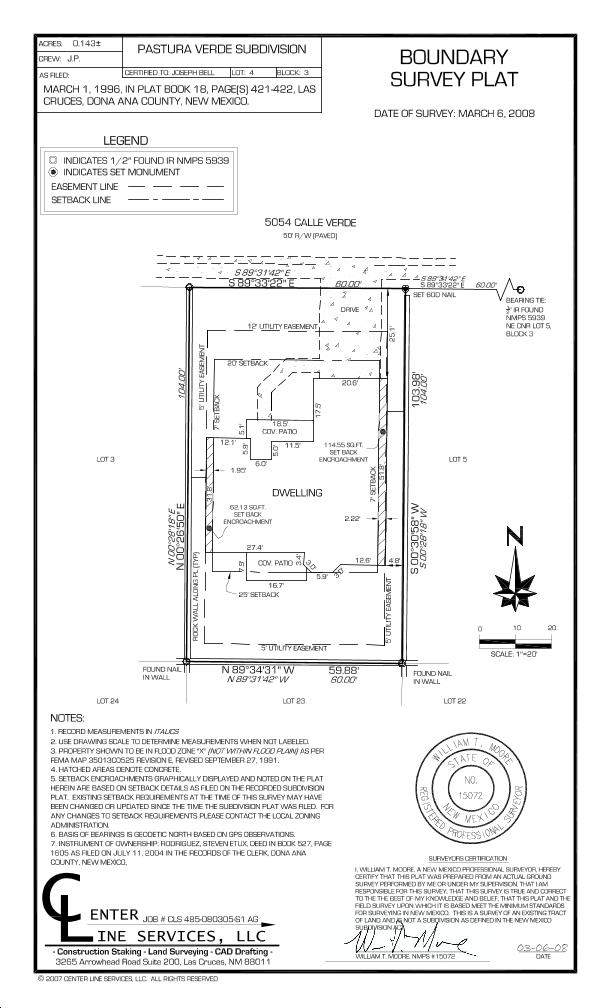 ACRES: 0.143±
CREW: J.P.
PASTURA VERDE SUBDIVISION
AS FILED:
CERTIFIED TO: JOSEPH BELL
LOT: 4
BLOCK: 3
MARCH 1, 1996, IN PLAT BOOK 18, PAGE(S) 421-422, LAS
CRUCES, DONA ANA COUNTY, NEW MEXICO.
BOUNDARY
SURVEY PLAT
DATE OF SURVEY: MARCH 6, 2008
LEGEND
INDICATES 1/2" FOUND IR NMPS 5939
INDICATES SET MONUMENT
EASEMENT LINE
SETBACK LINE
5054 CALLE VERDE
50' R/W (PAVED)
S 89°31'42" E
S 89°33'22" E
60.00'
S 89°31'42" E
S 89°33'22" E
60.00'
SET 60D NAIL
BEARING TIE:
½' IR FOUND
NMPS 5939
NE CNR LOT 5,
BLOCK 3
DRIVE
12' UTILITY EASEMENT
25.1'
20' SETBACK
5' UTILITY EASEMENT
7' SETBACK
104.00'
20.6'
17.5'
103.98'
104.00'
18.5'
COV. PATIO
5.1'
12.1'
5.9'
5.0'
11.5'
6.0'
1.95'
114.55 SQ.FT.
SET BACK
ENCROACHMENT
LOT 3
LOT 5
31.8'
51.8'
7' SETBACK
DWELLING
62.13 SQ.FT.
SET BACK
ENCROACHMENT
2.22'
N 00°28'18" E
N 00°26'50" E
S 00°30'58" W
S 00°28'18" W
27.4'
7.9'
COV. PATIO
3.4'
3.0'
5.9'
3.0'
12.6'
4.8'
16.7'
25' SETBACK
ROCK WALL ALONG PL (TYP)
5' UTILITY EASEMENT
5' UTILITY EASEMENT
N
0 10 20
SCALE: 1"=20'
FOUND NAIL
IN WALL
N 89°34'31" W 59.88'
N 89°31'42" W 60.00'
FOUND NAIL
IN WALL
LOT 24
LOT 23
LOT 22
NOTES:
1. RECORD MEASUREMENTS IN ITALICS
2. USE DRAWING SCALE TO DETERMINE MEASUREMENTS WHEN NOT LABELED.
3. PROPERTY SHOWN TO BE IN FLOOD ZONE "X" (NOT WITHIN FLOOD PLAIN) AS PER
FEMA MAP 35013C0525 REVISION E, REVISED SEPTEMBER 27, 1991.
4. HATCHED AREAS DENOTE CONCRETE.
5. SETBACK ENCROACHMENTS GRAPHICALLY DISPLAYED AND NOTED ON THE PLAT
HEREIN ARE BASED ON SETBACK DETAILS AS FILED ON THE RECORDED SUBDIVISION
PLAT. EXISTING SETBACK REQUIREMENTS AT THE TIME OF THIS SURVEY MAY HAVE
BEEN CHANGED OR UPDATED SINCE THE TIME THE SUBDIVISION PLAT WAS FILED. FOR
ANY CHANGES TO SETBACK REQUIREMENTS PLEASE CONTACT THE LOCAL ZONING
ADMINISTRATION.
6. BASIS OF BEARINGS IS GEODETIC NORTH BASED ON GPS OBSERVATIONS.
7. INSTRUMENT OF OWNERSHIP: RODRIGUEZ, STEVEN ETUX, DEED IN BOOK 527, PAGE
1605 AS FILED ON JULY 11, 2004 IN THE RECORDS OF THE CLERK, DONA ANA
COUNTY, NEW MEXICO,
WILLIAM T. MOORE
STATE OF
NO.
15072
NEW MEXICO
REGISTERED PROFESSIONAL SURVEYOR
SURVEYOR'S CERTIFICATION
I, WILLIAM T. MOORE, A NEW MEXICO PROFESSIONAL SURVEYOR, HEREBY
CERTIFY THAT THIS PLAT WAS PREPARED FROM AN ACTUAL GROUND
SURVEY PERFORMED BY ME OR UNDER MY SUPERVISION, THAT I AM
RESPONSIBLE FOR THIS SURVEY, THAT THIS SURVEY IS TRUE AND CORRECT
TO THE THE BEST OF MY KNOWLEDGE AND BELIEF, THAT THIS PLAT AND THE
FIELD SURVEY UPON WHICH IT IS BASED MEET THE MINIMUM STANDARDS
FOR SURVEYING IN NEW MEXICO. THIS IS A SURVEY OF AN EXISTING TRACT
OF LAND AND IS NOT A SUBDIVISION AS DEFINED IN THE NEW MEXICO
SUBDIVISION ACT.
Wm T. Moore
WILLIAM T. MOORE, NMPS #15072
03-06-08
DATE
CENTER JOB # CLS 485-080305-61 AG
LINE SERVICES, LLC
- Construction Staking - Land Surveying - CAD Drafting -
3265 Arrowhead Road Suite 200, Las Cruces, NM 88011
© 2007 CENTER LINE SERVICES, LLC. ALL RIGHTS RESERVED